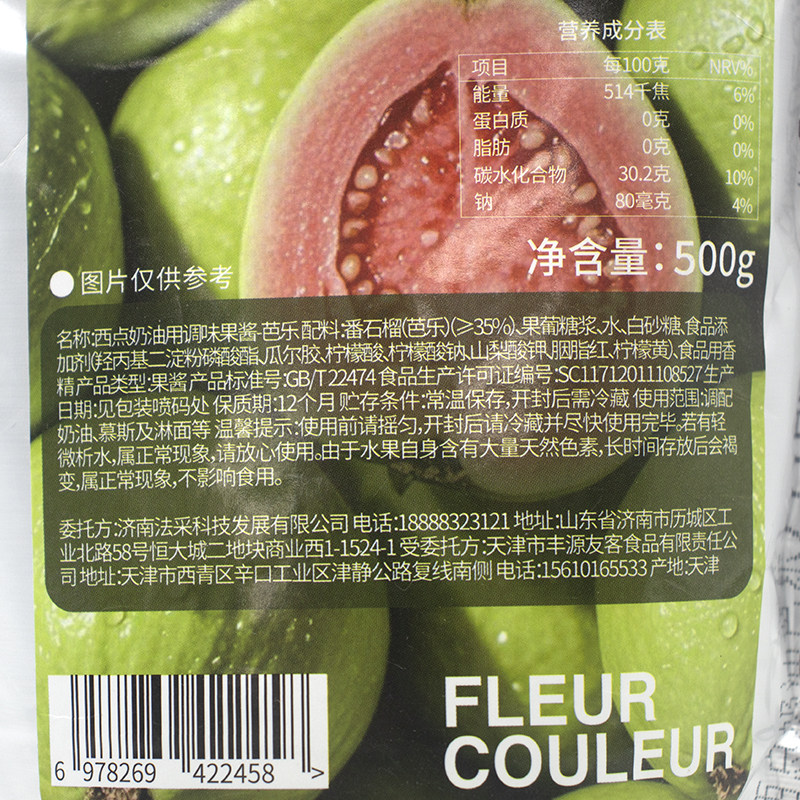 营养成分表
项目 每100克 NRV%
能量 514千焦 6%
蛋白质 0克 0%
脂肪 0克 0%
碳水化合物 30.2克 10%
钠 80毫克 4%
净含量:500g
图片仅供参考
名称:西点奶油用调味果酱-芭乐 配料:番石榴(芭乐)(≥35%)、果葡糖浆、水、白砂糖、食品添
加剂(羟丙基二淀粉磷酸酯、瓜尔胶、柠檬酸、柠檬酸钠、山梨酸钾、胭脂红、柠檬黄)、食品用香
精 产品类型:果酱 产品标准号:GB/T 22474 食品生产许可证编号:SC11712011108527 生产
日期:见包装喷码处 保质期:12个月 贮存条件:常温保存,开封后需冷藏 使用范围:调配
奶油、慕斯及淋面等 温馨提示:使用前请摇匀,开封后请冷藏并尽快使用完毕。若有轻
微析水,属正常现象,请放心使用。由于水果自身含有大量天然色素,长时间存放后会褐
变,属正常现象,不影响食用。
委托方:济南法采科技发展有限公司 电话:18888323121 地址:山东省济南市历城区工
业北路58号恒大城二地块商业西1-1524-1 受委托方:天津市丰源友客食品有限责任公
司 地址:天津市西青区辛口工业区津静公路复线南侧 电话:15610165533 产地:天津
FLEUR
COULEUR
6 978269 422458 >